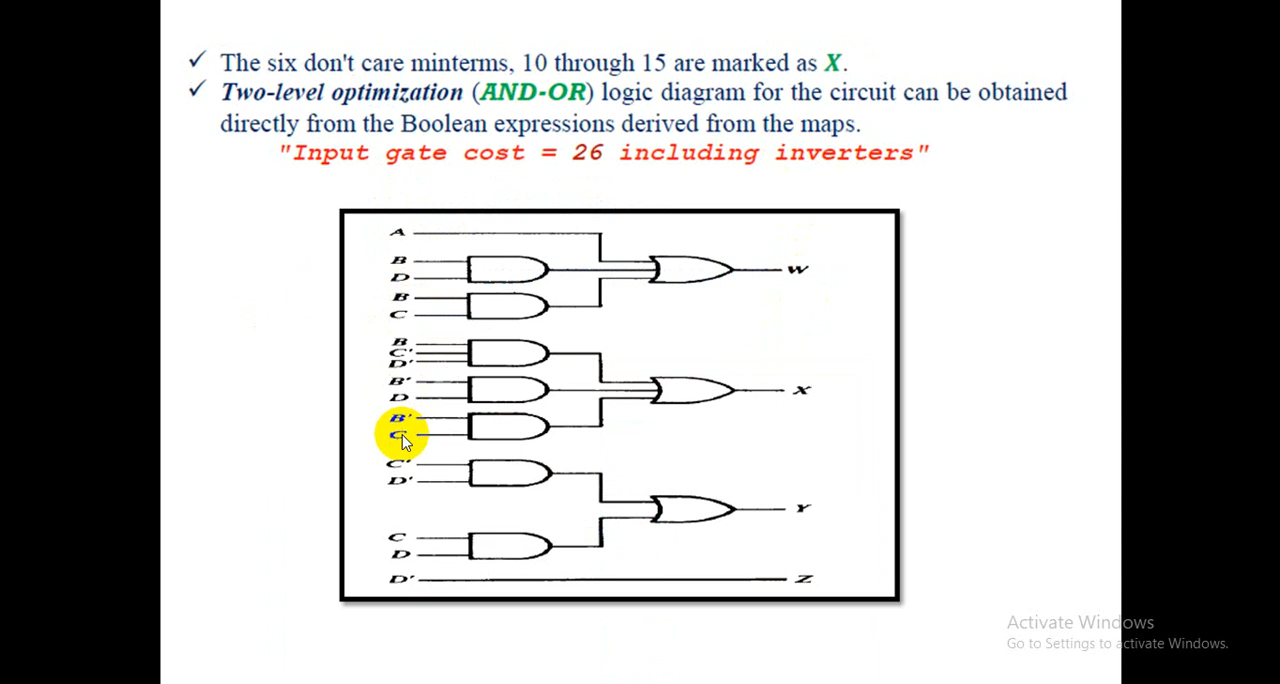 ✓ The six don't care minterms, 10 through 15 are marked as X.
✓ Two-level optimization (AND-OR) logic diagram for the circuit can be obtained
directly from the Boolean expressions derived from the maps.
"Input gate cost = 26 including inverters"
A
B
D
W
B
C
B
C'
D'
B'
D
X
B'
C
C'
D'
Y
C
D
D'
Z
Activate Windows
Go to Settings to activate Windows.